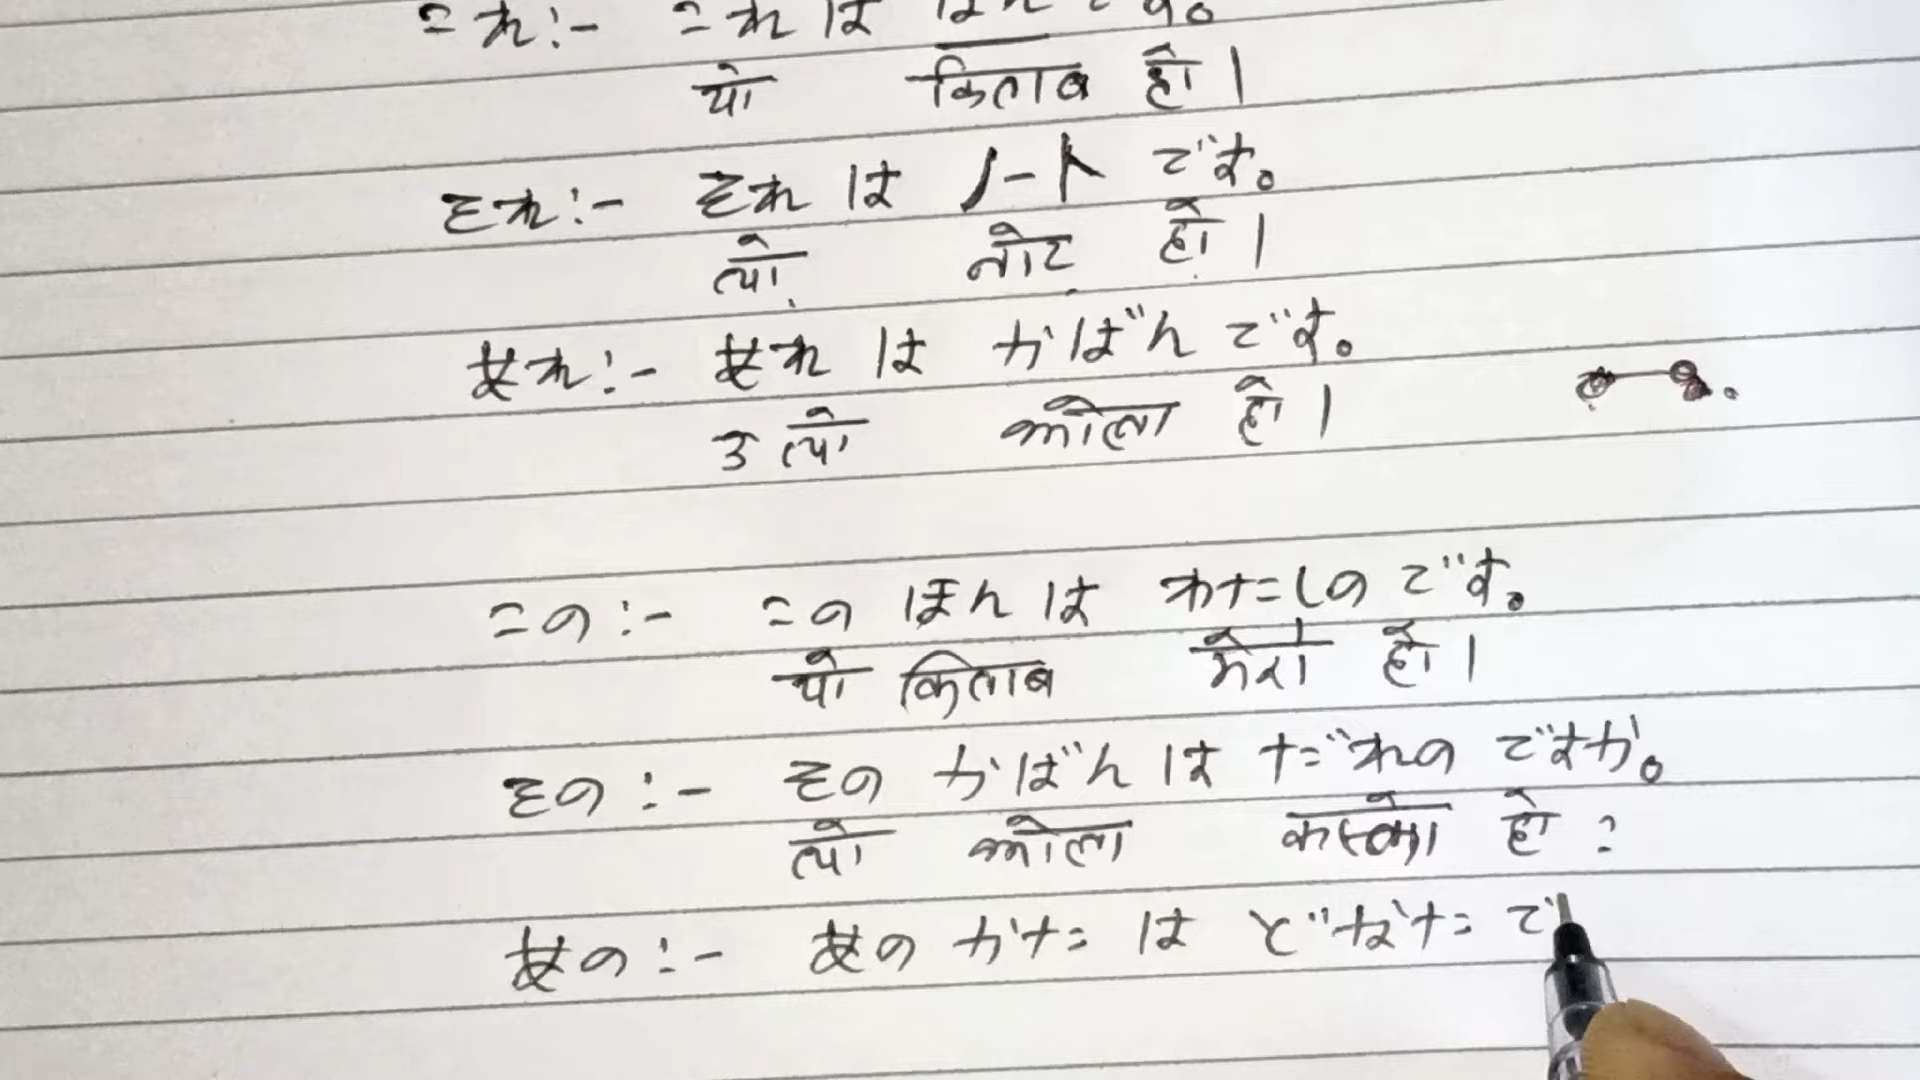 これ:- これは ほんです。
यो किताब हो।
それ:- それは ノート です。
त्यो नोट हो।
あれ:- あれは かばんです。
उ त्यो झोला हो।
この:- この ほんは わたしのです。
यो किताब मेरो हो।
その:- その かばんは だれの ですか。
त्यो झोला कस्को हो ?
あの:- あの かた は どなた で